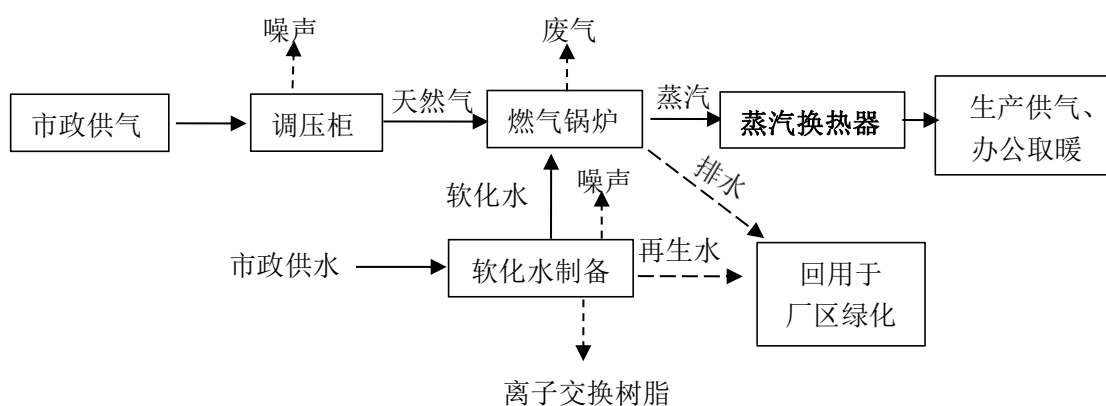 噪声
废气
市政供气
调压柜
天然气
燃气锅炉
蒸汽
蒸汽换热器
生产供气、
办公取暖
软化水
噪声
排水
市政供水
软化水制备
再生水
回用于
厂区绿化
离子交换树脂